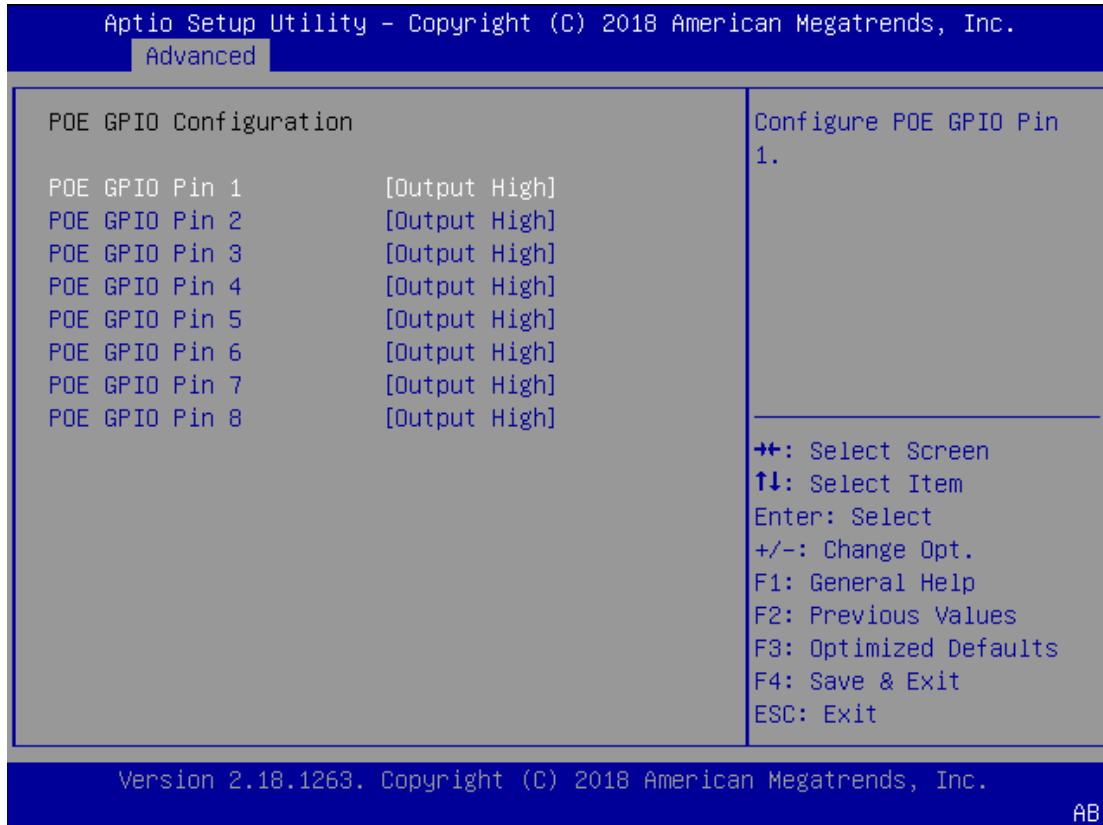 Aptio Setup Utility – Copyright (C) 2018 American Megatrends, Inc.
Advanced
POE GPIO Configuration
POE GPIO Pin 1 [Output High]
POE GPIO Pin 2 [Output High]
POE GPIO Pin 3 [Output High]
POE GPIO Pin 4 [Output High]
POE GPIO Pin 5 [Output High]
POE GPIO Pin 6 [Output High]
POE GPIO Pin 7 [Output High]
POE GPIO Pin 8 [Output High]
Configure POE GPIO Pin
1.
→←: Select Screen
↑↓: Select Item
Enter: Select
+/-: Change Opt.
F1: General Help
F2: Previous Values
F3: Optimized Defaults
F4: Save & Exit
ESC: Exit
Version 2.18.1263. Copyright (C) 2018 American Megatrends, Inc.
AB